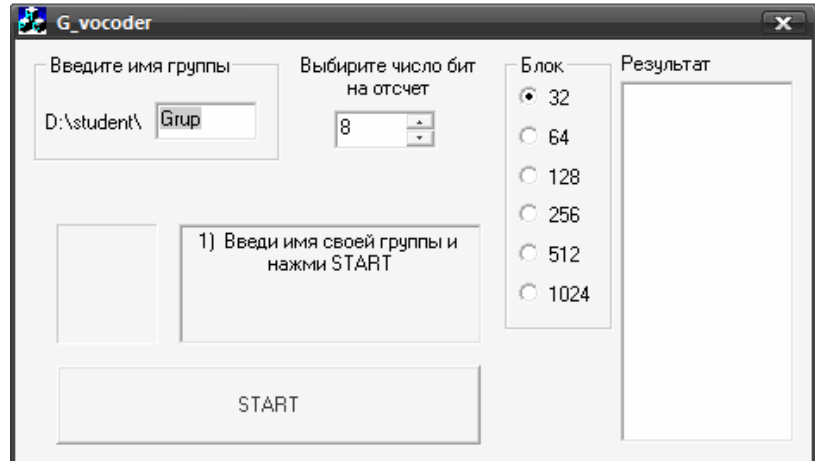 G_vocoder
Введите имя группы
D:\student\ Grup
Выбирите число бит
на отсчет
8
Блок
32
64
128
256
512
1024
Результат
1) Введи имя своей группы и
нажми START
START